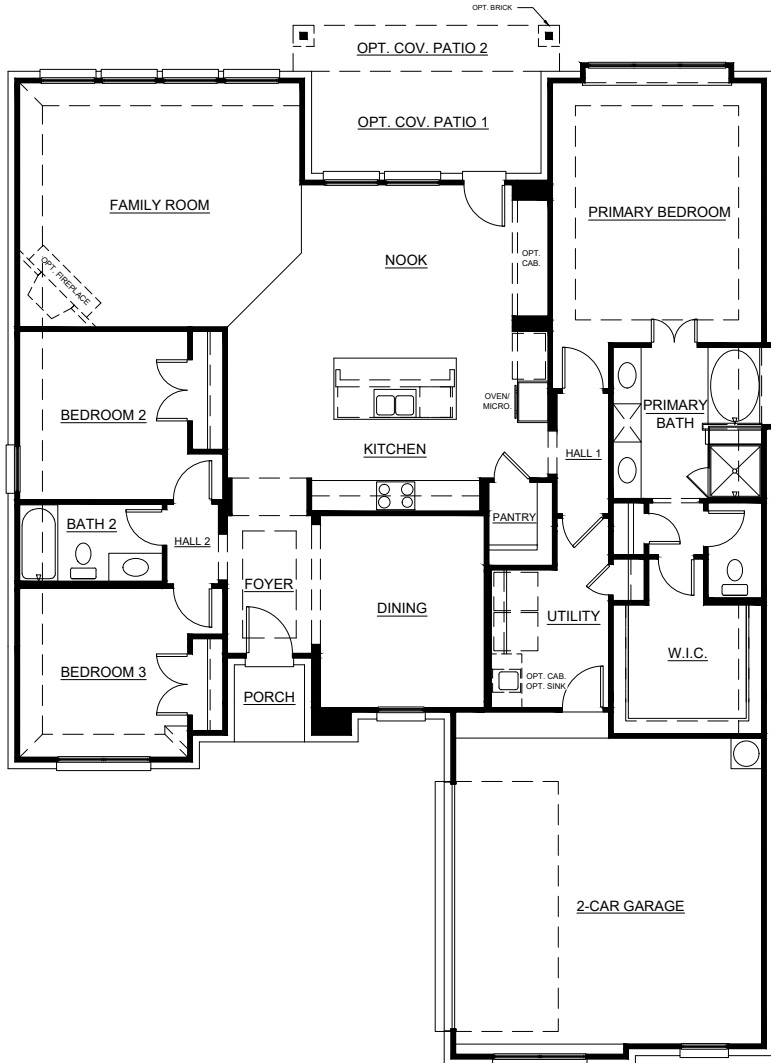 OPT. BRICK
OPT. COV. PATIO 2
OPT. COV. PATIO 1
FAMILY ROOM
PRIMARY BEDROOM
NOOK
OPT.
CAB.
OPT. FIREPLACE
BEDROOM 2
OVEN/
MICRO.
PRIMARY
BATH
KITCHEN
HALL 1
PANTRY
BATH 2
HALL 2
FOYER
DINING
UTILITY
W.I.C.
BEDROOM 3
OPT. CAB.
OPT. SINK
PORCH
2-CAR GARAGE